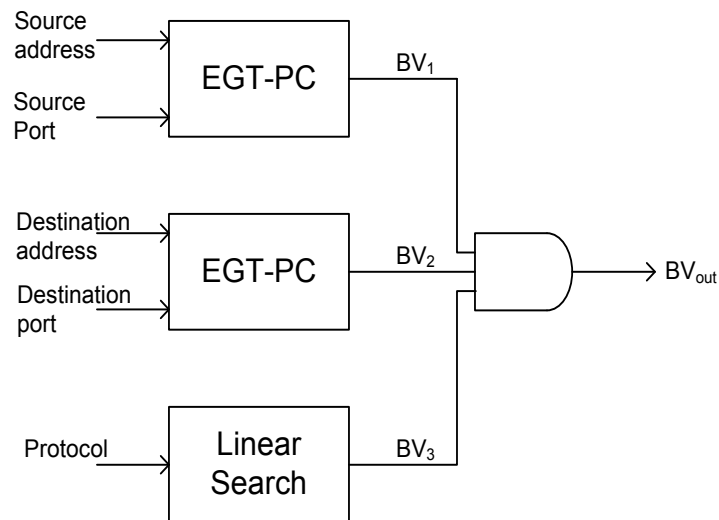 Source
address
EGT-PC
BV₁
Source
Port
Destination
address
EGT-PC
BV₂
BVout
Destination
port
Protocol
Linear
Search
BV₃